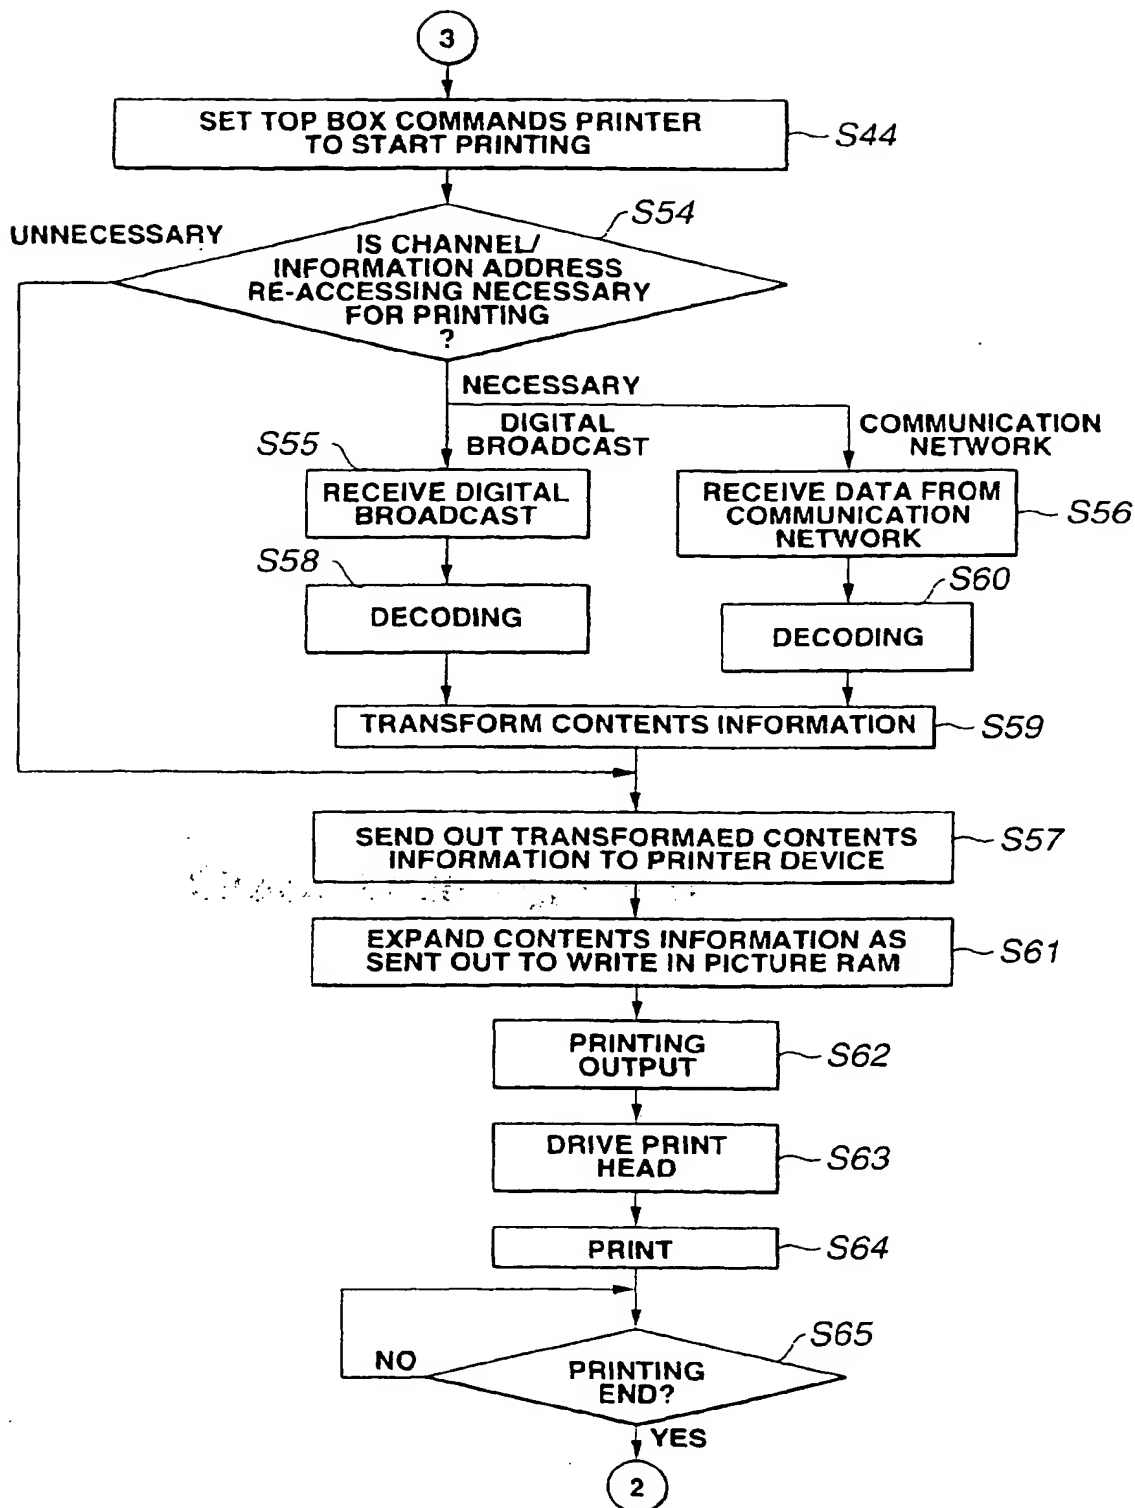 3
SET TOP BOX COMMANDS PRINTER
TO START PRINTING
S44
S54
UNNECESSARY
IS CHANNEL/
INFORMATION ADDRESS
RE-ACCESSING NECESSARY
FOR PRINTING
?
NECESSARY
DIGITAL
BROADCAST
COMMUNICATION
NETWORK
S55
RECEIVE DIGITAL
BROADCAST
RECEIVE DATA FROM
COMMUNICATION
NETWORK
S56
S58
DECODING
S60
DECODING
TRANSFORM CONTENTS INFORMATION
S59
SEND OUT TRANSFORMAED CONTENTS
INFORMATION TO PRINTER DEVICE
S57
EXPAND CONTENTS INFORMATION AS
SENT OUT TO WRITE IN PICTURE RAM
S61
PRINTING
OUTPUT
S62
DRIVE PRINT
HEAD
S63
PRINT
S64
S65
NO
PRINTING
END?
YES
2